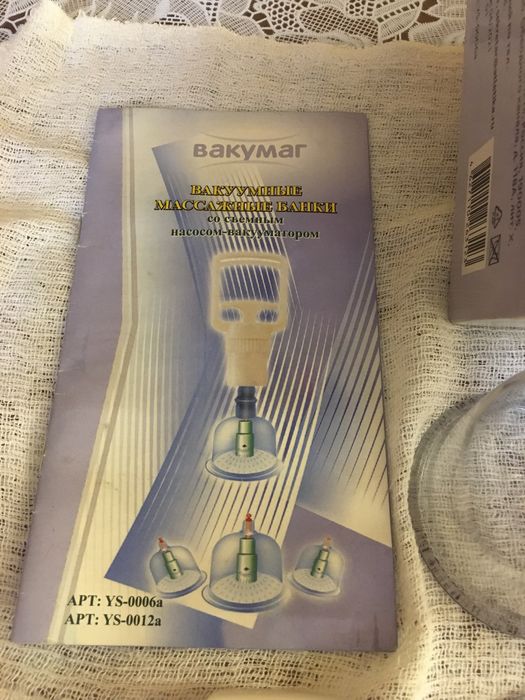 вакумаг
ВАКУУМНЫЕ
МАССАЖНЫЕ БАНКИ
со съемным
насосом-вакууматором
АРТ: YS-0006a
АРТ: YS-0012a